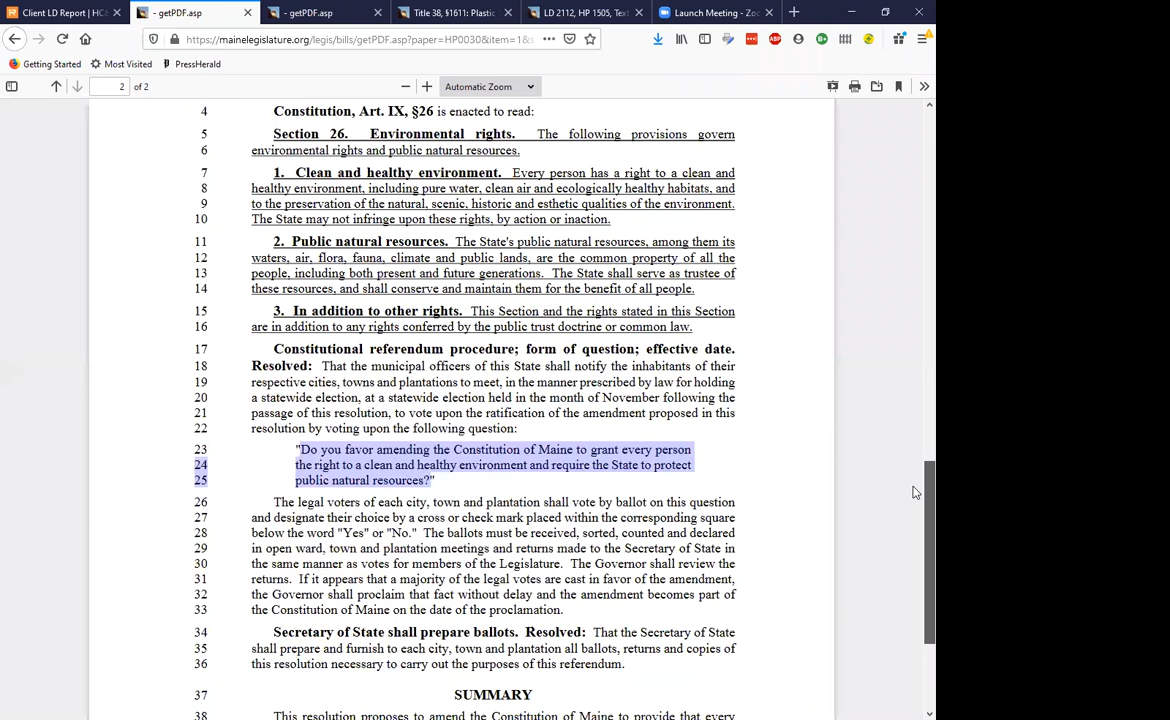 Client LD Report | HC
- getPDF.asp
- getPDF.asp
Title 38, §1611: Plastic
LD 2112, HP 1505, Text
Launch Meeting - Zoo
https://mainelegislature.org/legis/bills/getPDF.asp?paper=HP0030&item=1&s
Getting Started
Most Visited
PressHerald
2 of 2
Automatic Zoom
4 Constitution, Art. IX, §26 is enacted to read:
5 Section 26. Environmental rights. The following provisions govern
6 environmental rights and public natural resources.
7 1. Clean and healthy environment. Every person has a right to a clean and
8 healthy environment, including pure water, clean air and ecologically healthy habitats, and
9 to the preservation of the natural, scenic, historic and esthetic qualities of the environment.
10 The State may not infringe upon these rights, by action or inaction.
11 2. Public natural resources. The State's public natural resources, among them its
12 waters, air, flora, fauna, climate and public lands, are the common property of all the
13 people, including both present and future generations. The State shall serve as trustee of
14 these resources, and shall conserve and maintain them for the benefit of all people.
15 3. In addition to other rights. This Section and the rights stated in this Section
16 are in addition to any rights conferred by the public trust doctrine or common law.
17 Constitutional referendum procedure; form of question; effective date.
18 Resolved: That the municipal officers of this State shall notify the inhabitants of their
19 respective cities, towns and plantations to meet, in the manner prescribed by law for holding
20 a statewide election, at a statewide election held in the month of November following the
21 passage of this resolution, to vote upon the ratification of the amendment proposed in this
22 resolution by voting upon the following question:
23 "Do you favor amending the Constitution of Maine to grant every person
24 the right to a clean and healthy environment and require the State to protect
25 public natural resources?"
26 The legal voters of each city, town and plantation shall vote by ballot on this question
27 and designate their choice by a cross or check mark placed within the corresponding square
28 below the word "Yes" or "No." The ballots must be received, sorted, counted and declared
29 in open ward, town and plantation meetings and returns made to the Secretary of State in
30 the same manner as votes for members of the Legislature. The Governor shall review the
31 returns. If it appears that a majority of the legal votes are cast in favor of the amendment,
32 the Governor shall proclaim that fact without delay and the amendment becomes part of
33 the Constitution of Maine on the date of the proclamation.
34 Secretary of State shall prepare ballots. Resolved: That the Secretary of State
35 shall prepare and furnish to each city, town and plantation all ballots, returns and copies of
36 this resolution necessary to carry out the purposes of this referendum.
37 SUMMARY
38 This resolution proposes to amend the Constitution of Maine to provide that every